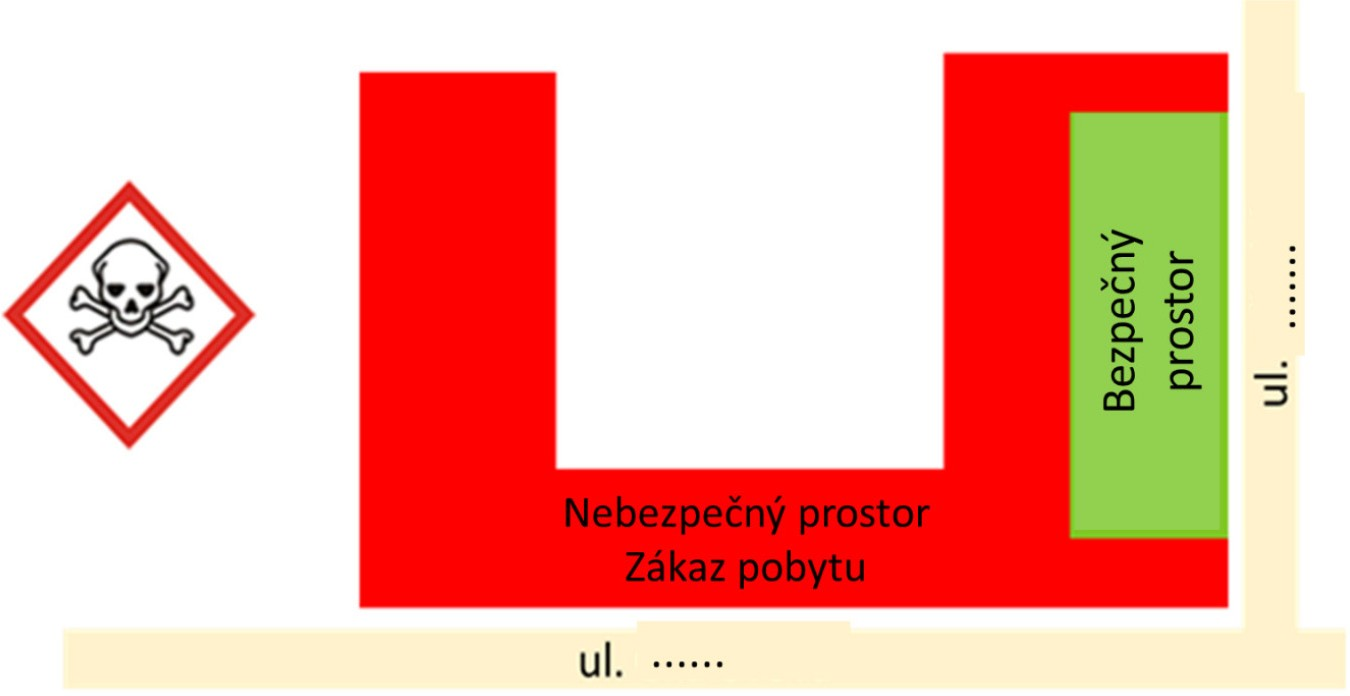 Nebezpečný prostor
Zákaz pobytu
Bezpečný
prostor
ul. .......
ul. ......